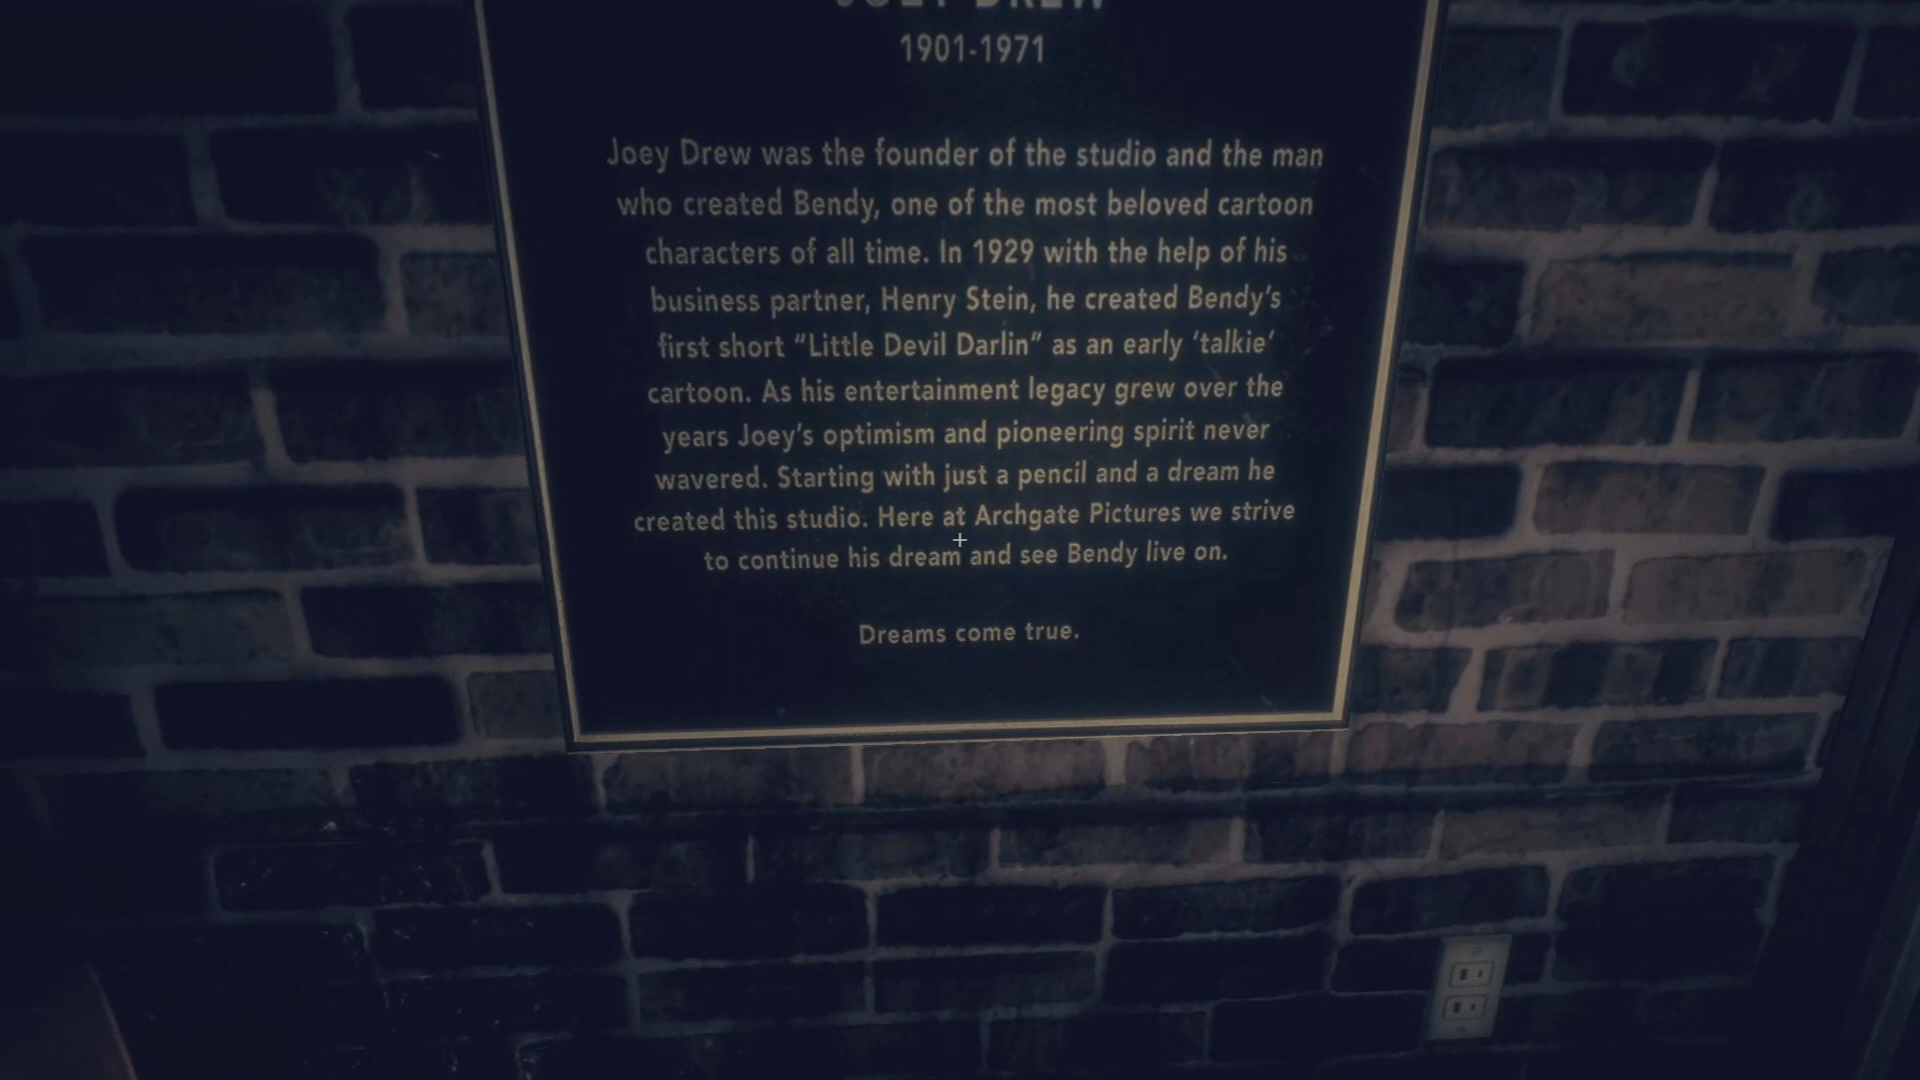 JOEY DREW
1901-1971
Joey Drew was the founder of the studio and the man
who created Bendy, one of the most beloved cartoon
characters of all time. In 1929 with the help of his
business partner, Henry Stein, he created Bendy's
first short “Little Devil Darlin” as an early ‘talkie’
cartoon. As his entertainment legacy grew over the
years Joey's optimism and pioneering spirit never
wavered. Starting with just a pencil and a dream he
created this studio. Here at Archgate Pictures we strive
to continue his dream and see Bendy live on.
Dreams come true.